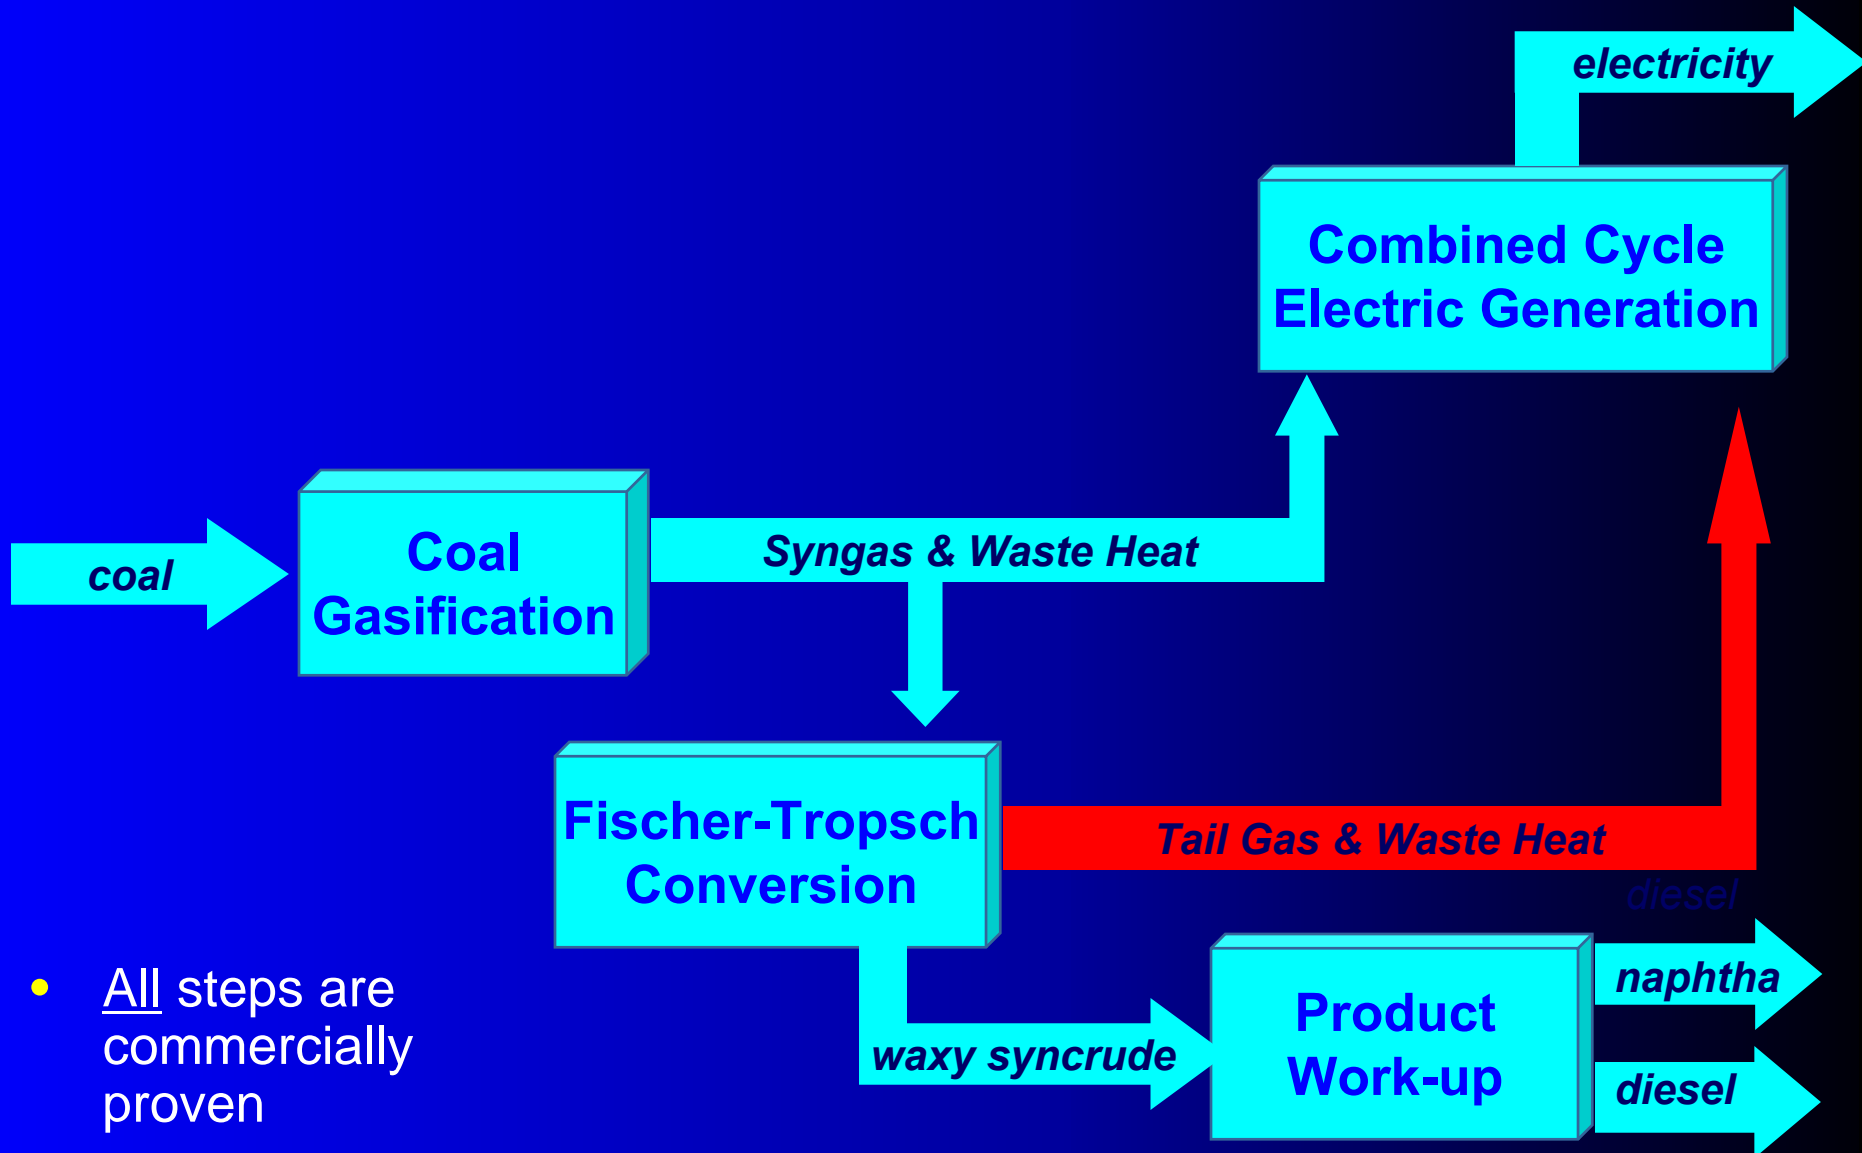 electricity
Combined Cycle
Electric Generation
coal
Coal
Gasification
Syngas & Waste Heat
Fischer-Tropsch
Conversion
Tail Gas & Waste Heat
diesel
naphtha
waxy syncrude
Product
Work-up
diesel
• All steps are
commercially
proven